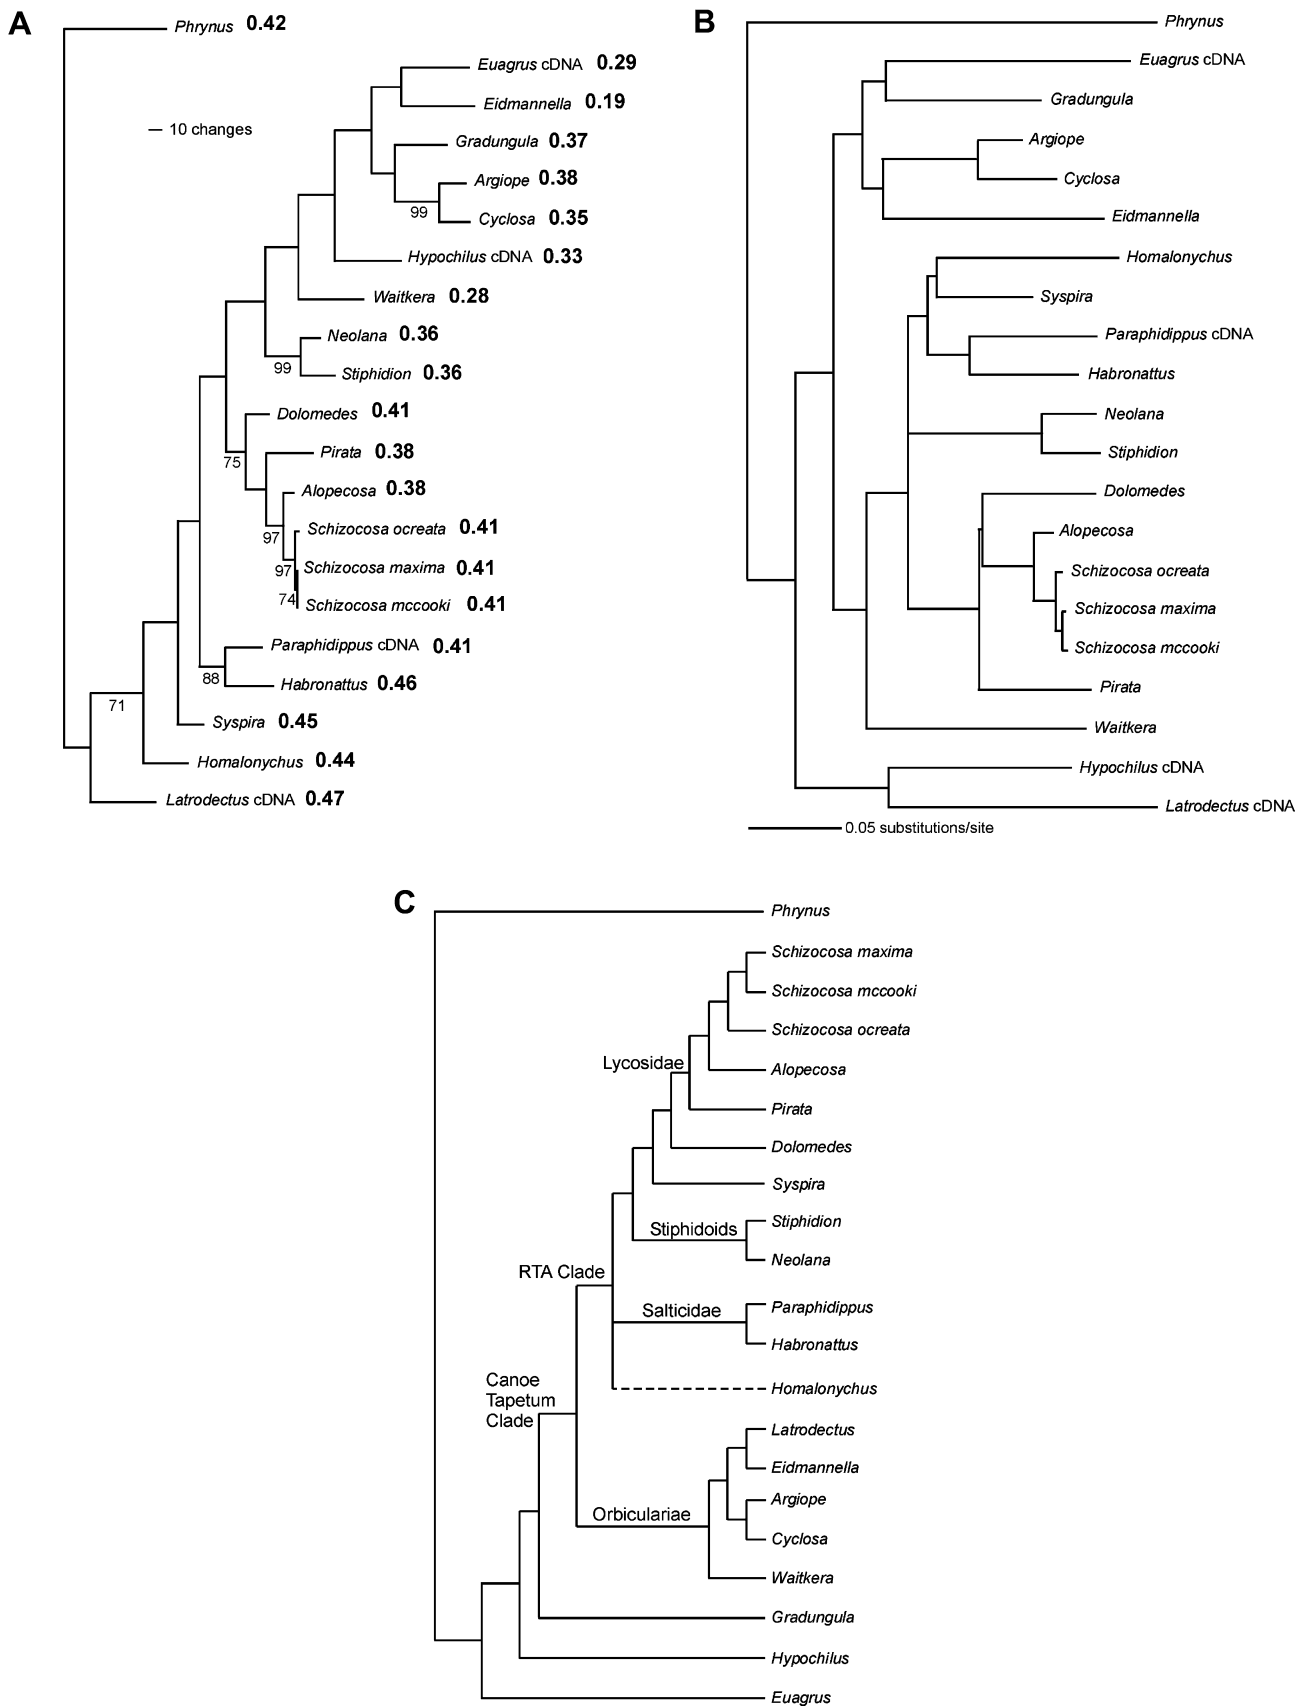 A
Phrynus 0.42
Euagrus cDNA 0.29
Eidmannella 0.19
10 changes
Gradungula 0.37
Argiope 0.38
99
Cyclosa 0.35
Hypochilus cDNA 0.33
Waitkera 0.28
Neolana 0.36
99
Stiphidion 0.36
Dolomedes 0.41
75
Pirata 0.38
Alopecosa 0.38
97
Schizocosa ocreata 0.41
97
Schizocosa maxima 0.41
74
Schizocosa mccooki 0.41
Paraphidippus cDNA 0.41
88
Habronattus 0.46
71
Syspira 0.45
Homalonychus 0.44
Latrodectus cDNA 0.47
B
Phrynus
Euagrus cDNA
Gradungula
Argiope
Cyclosa
Eidmannella
Homalonychus
Syspira
Paraphidippus cDNA
Habronattus
Neolana
Stiphidion
Dolomedes
Alopecosa
Schizocosa ocreata
Schizocosa maxima
Schizocosa mccooki
Pirata
Waitkera
Hypochilus cDNA
Latrodectus cDNA
0.05 substitutions/site
C
Phrynus
Schizocosa maxima
Schizocosa mccooki
Schizocosa ocreata
Lycosidae
Alopecosa
Pirata
Dolomedes
Syspira
Stiphidoids
Stiphidion
Neolana
RTA Clade
Salticidae
Paraphidippus
Habronattus
Homalonychus
Canoe
Tapetum
Clade
Latrodectus
Eidmannella
Argiope
Orbiculariae
Cyclosa
Waitkera
Gradungula
Hypochilus
Euagrus